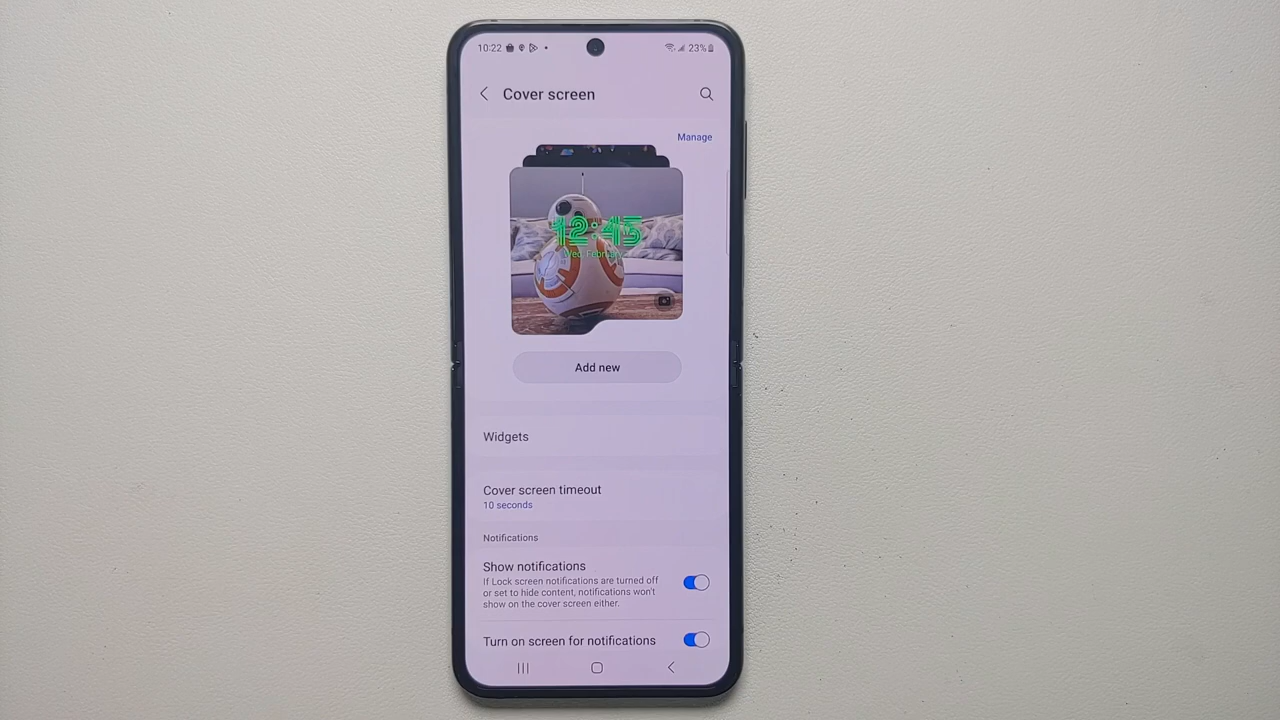 10:22
23%
Cover screen
Manage
12:45
Wed, Februar
Add new
Widgets
Cover screen timeout
10 seconds
Notifications
Show notifications
If Lock screen notifications are turned off
or set to hide content, notifications won't
show on the cover screen either.
Turn on screen for notifications